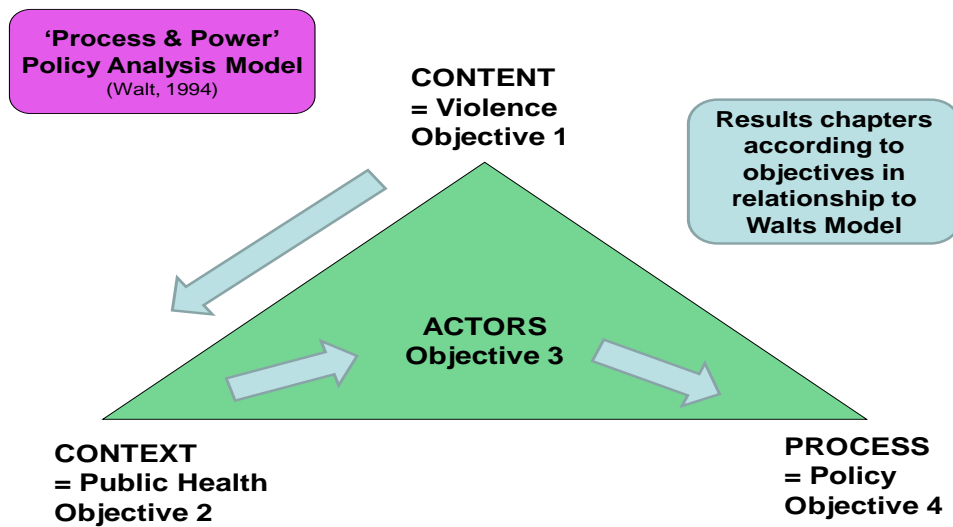 ‘Process & Power’
Policy Analysis Model
(Walt, 1994)
CONTENT
= Violence
Objective 1
Results chapters
according to
objectives in
relationship to
Walts Model
ACTORS
Objective 3
CONTEXT
= Public Health
Objective 2
PROCESS
= Policy
Objective 4